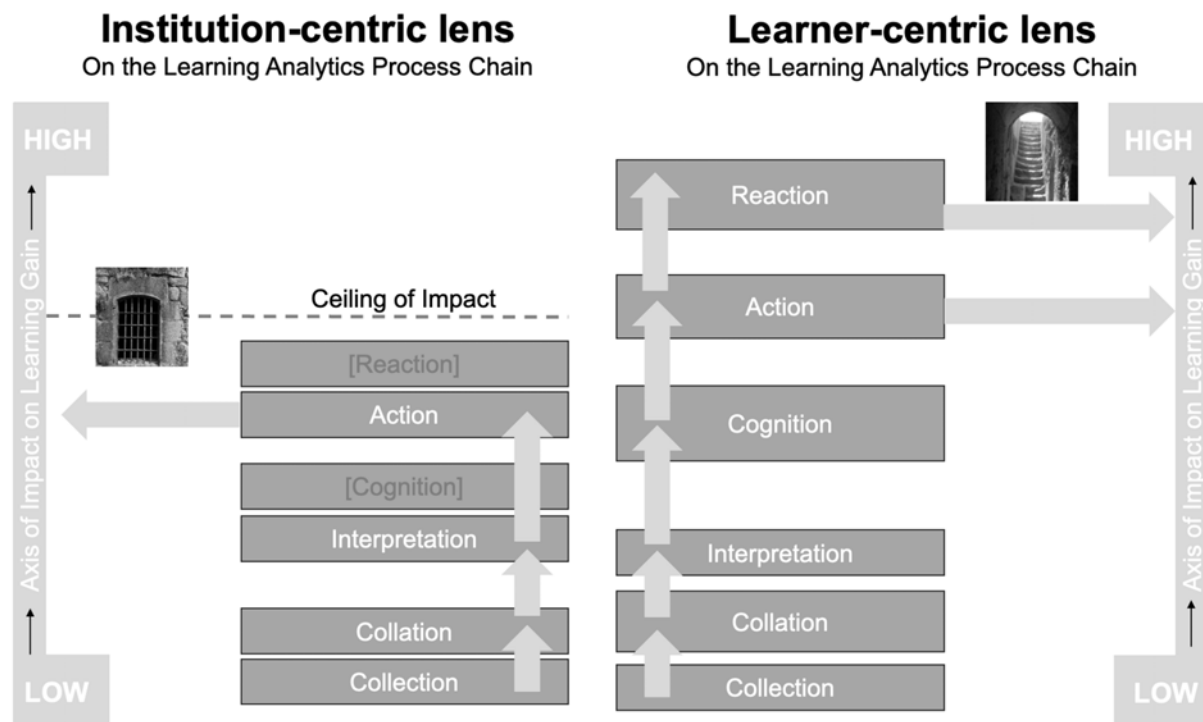 Institution-centric lens
On the Learning Analytics Process Chain
HIGH
Axis of Impact on Learning Gain
LOW
Ceiling of Impact
[Reaction]
Action
[Cognition]
Interpretation
Collation
Collection
Learner-centric lens
On the Learning Analytics Process Chain
Reaction
Action
Cognition
Interpretation
Collation
Collection
HIGH
Axis of Impact on Learning Gain
LOW